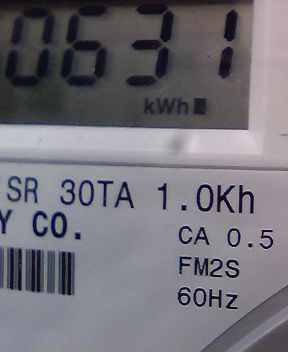 0631
kWh
SR 30TA 1.0Kh
Y CO.
CA 0.5
FM2S
60Hz